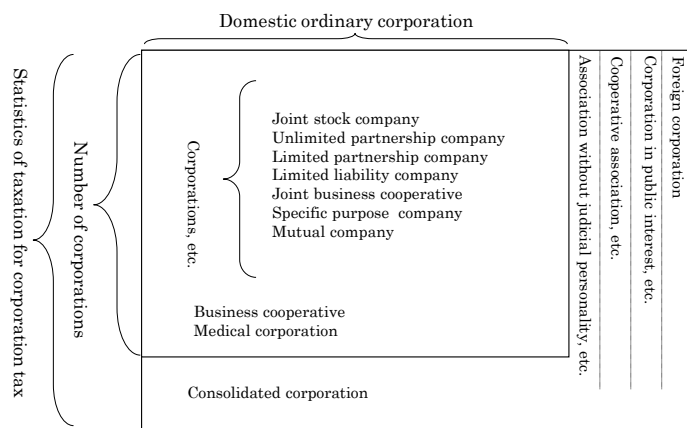 Domestic ordinary corporation
Statistics of taxation for corporation tax
Number of corporations
Corporations, etc.
Joint stock company
Unlimited partnership company
Limited partnership company
Limited liability company
Joint business cooperative
Specific purpose company
Mutual company
Business cooperative
Medical corporation
Consolidated corporation
Association without judicial personality, etc.
Cooperative association, etc.
Corporation in public interest, etc.
Foreign corporation